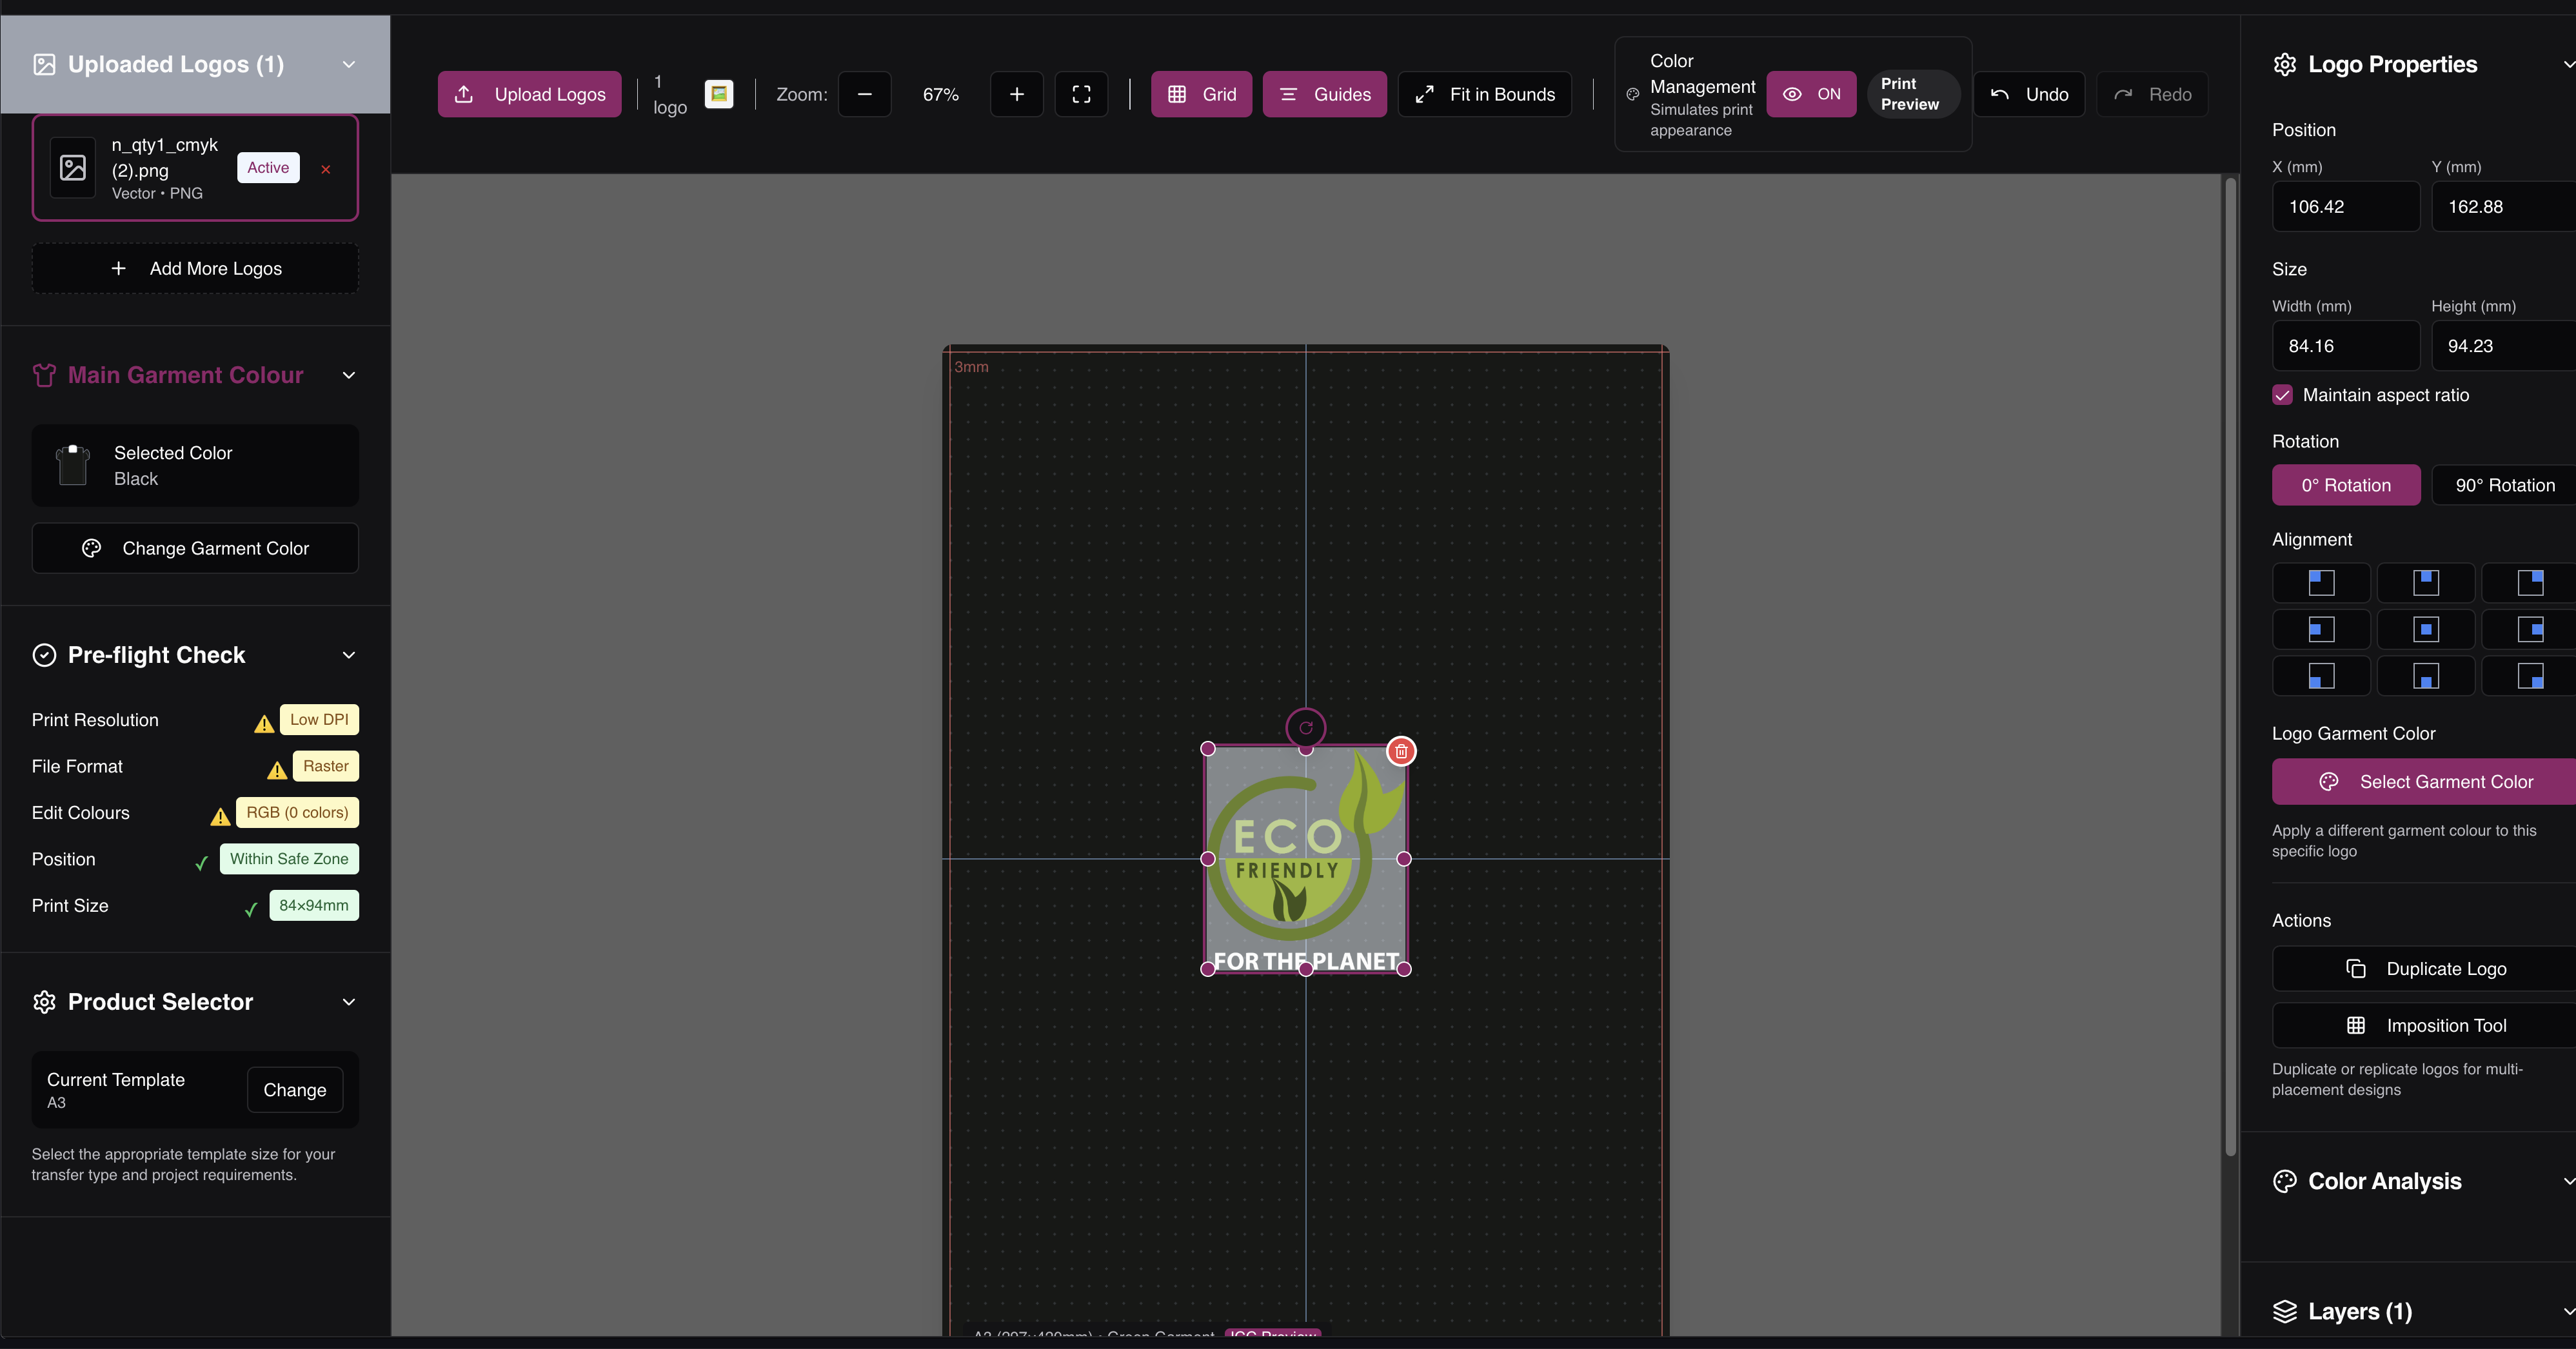 Uploaded Logos (1)
n_qty1_cmyk
(2).png
Vector • PNG
Active
Add More Logos
Main Garment Colour
Selected Color
Black
Change Garment Color
Pre-flight Check
Print Resolution
Low DPI
File Format
Raster
Edit Colours
RGB (0 colors)
Position
Within Safe Zone
Print Size
84×94mm
Product Selector
Current Template
A3
Change
Select the appropriate template size for your
transfer type and project requirements.
Upload Logos
1
logo
Zoom:
67%
Grid
Guides
Fit in Bounds
Color
Management
Simulates print
appearance
ON
Print
Preview
Undo
Redo
3mm
ECO
FRIENDLY
FOR THE PLANET
A3 (297×420mm) • Green Garment
ICC Preview
Logo Properties
Position
X (mm)
Y (mm)
106.42
162.88
Size
Width (mm)
Height (mm)
84.16
94.23
Maintain aspect ratio
Rotation
0° Rotation
90° Rotation
Alignment
Logo Garment Color
Select Garment Color
Apply a different garment colour to this
specific logo
Actions
Duplicate Logo
Imposition Tool
Duplicate or replicate logos for multi-
placement designs
Color Analysis
Layers (1)